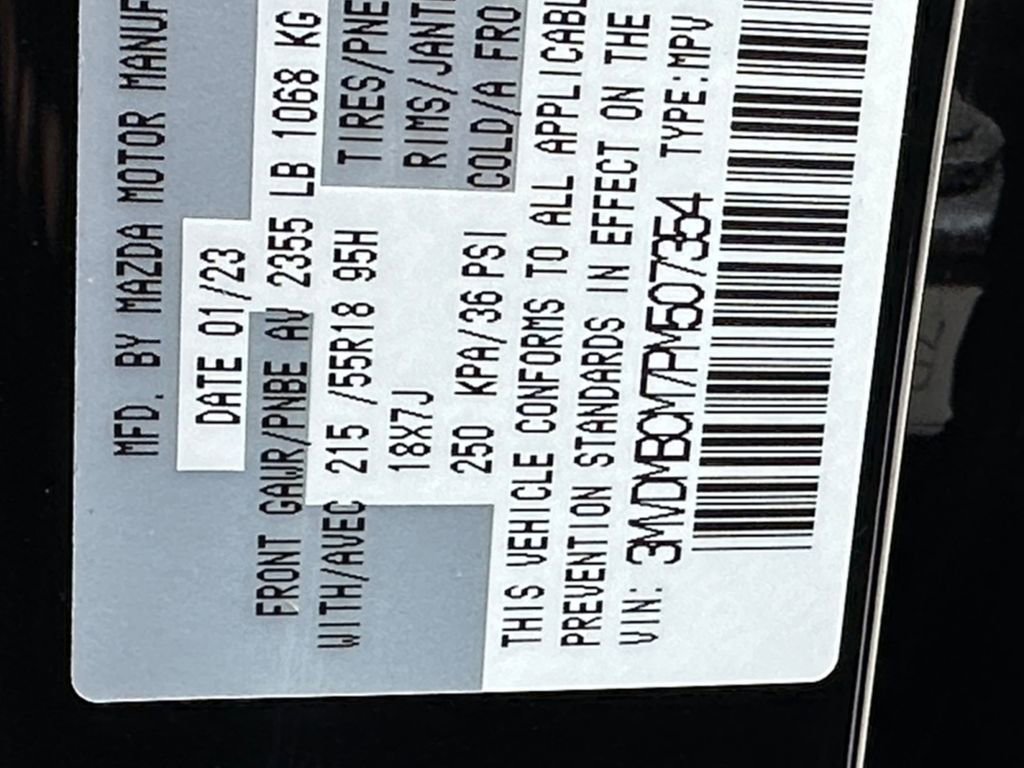 MFD. BY MAZDA MOTOR MANUF
DATE 01/23
FRONT GAWR/PNBE AV 2355 LB 1068 KG
WITH/AVEC 215 /55R18 95H TIRES/PNE
18X7J RIMS/JANT
250 KPA/36 PSI COLD/A FRO
THIS VEHICLE CONFORMS TO ALL APPLICABL
PREVENTION STANDARDS IN EFFECT ON THE
VIN: 3MVDMBCM7PM507354 TYPE:MPV